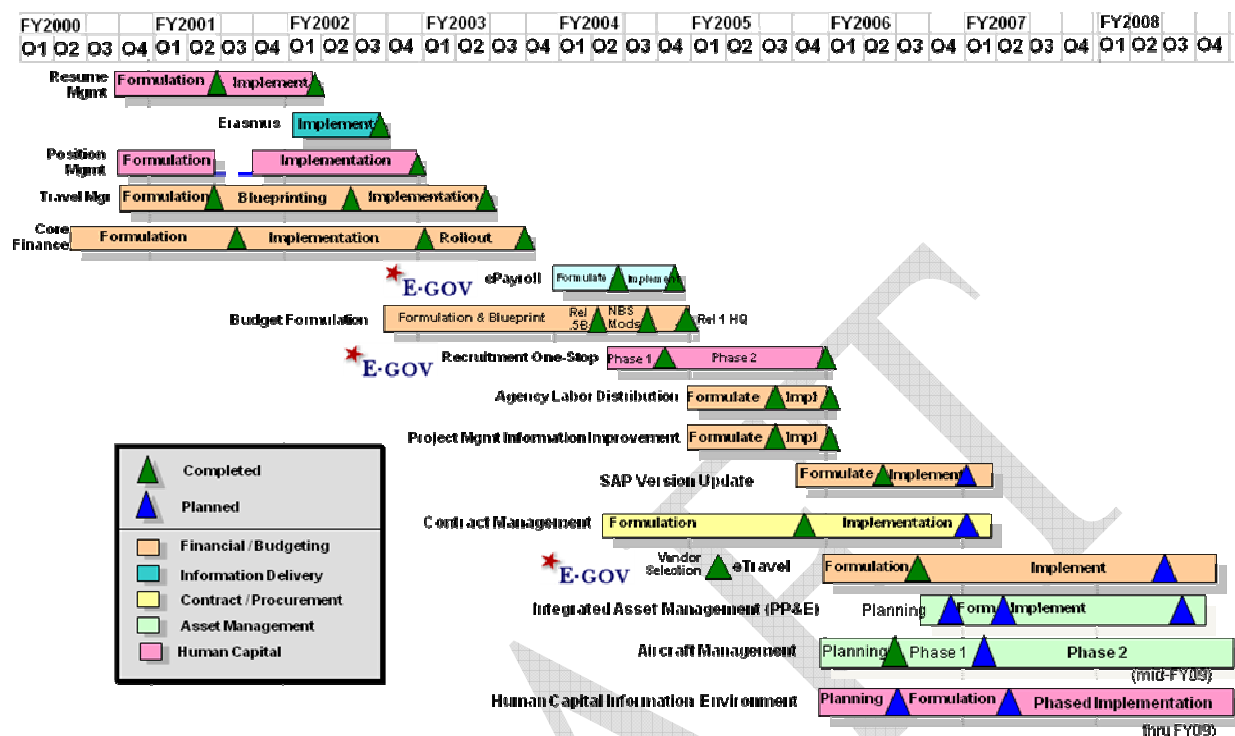 FY2000 FY2001 FY2002 FY2003 FY2004 FY2005 FY2006 FY2007 FY2008
Q1 Q2 Q3 Q4 Q1 Q2 Q3 Q4 Q1 Q2 Q3 Q4 Q1 Q2 Q3 Q4 Q1 Q2 Q3 Q4 Q1 Q2 Q3 Q4 Q1 Q2 Q3 Q4 Q1 Q2 Q3 Q4
Resume
Mgmt
Formulation Implement
Erasmus
Implement
Position
Mgmt
Formulation Implementation
Travel Mgr
Formulation Blueprinting Implementation
Core
Finance
Formulation Implementation Rollout
E-GOV
ePayroll
Formulate Implement
Budget Formulation
Formulation & Blueprint
Rel
.5B
NBS
Mods
Rel 1 HQ
E-GOV
Recruitment One-Stop
Phase 1 Phase 2
Agency Labor Distribution
Formulate Impl
Project Mgmt Information Improvement
Formulate Impl
SAP Version Update
Formulate Implement
Contract Management
Formulation Implementation
E-GOV
Vendor
Selection
eTravel
Formulation Implement
Integrated Asset Management (PP&E)
Planning Formu Implement
Aircraft Management
Planning Phase 1 Phase 2
(mid-FY09)
Human Capital Information Environment
Planning Formulation Phased Implementation
thru FY09)
Completed
Planned
Financial/Budgeting
Information Delivery
Contract/Procurement
Asset Management
Human Capital